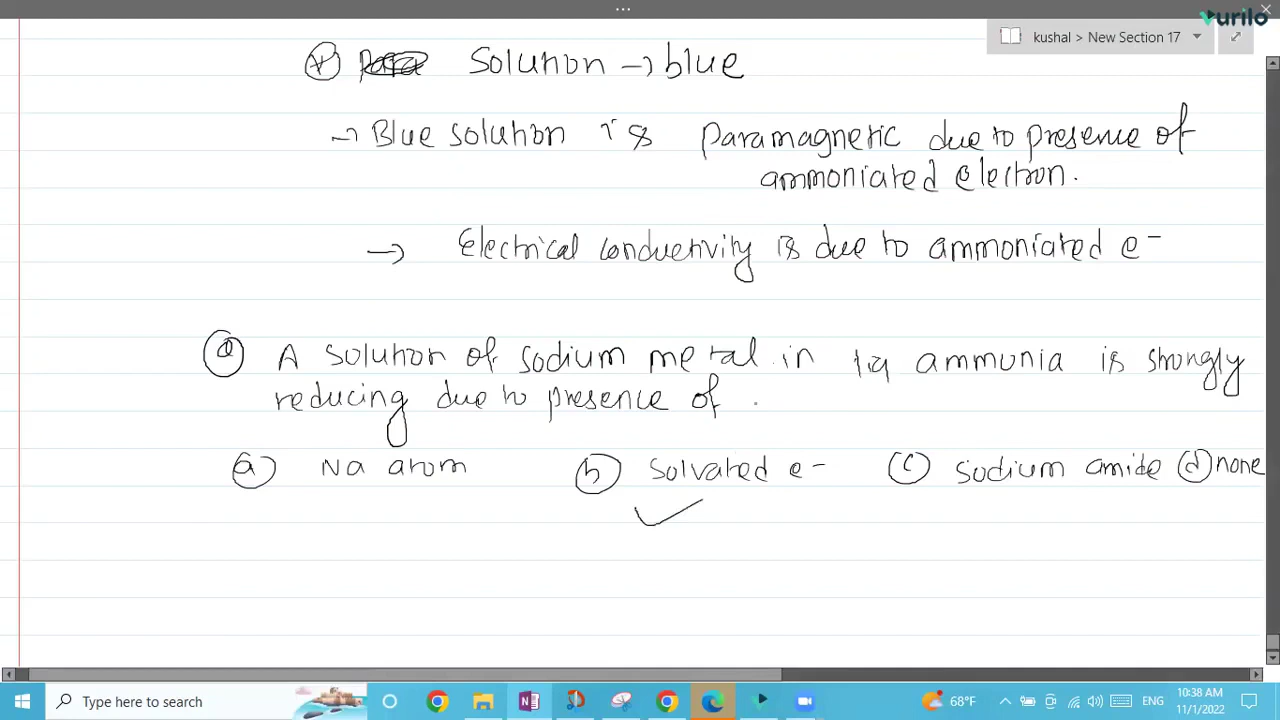 vurilo
kushal > New Section 17
v Solution → blue
→ Blue solution is paramagnetic due to presence of
ammoniated electron.
→ Electrical conductivity is due to ammoniated e-
Q A solution of sodium metal in liq ammonia is strongly
reducing due to presence of .
a Na atom b Solvated e- c sodium amide d none
Type here to search
68°F
ENG
10:38 AM
11/1/2022